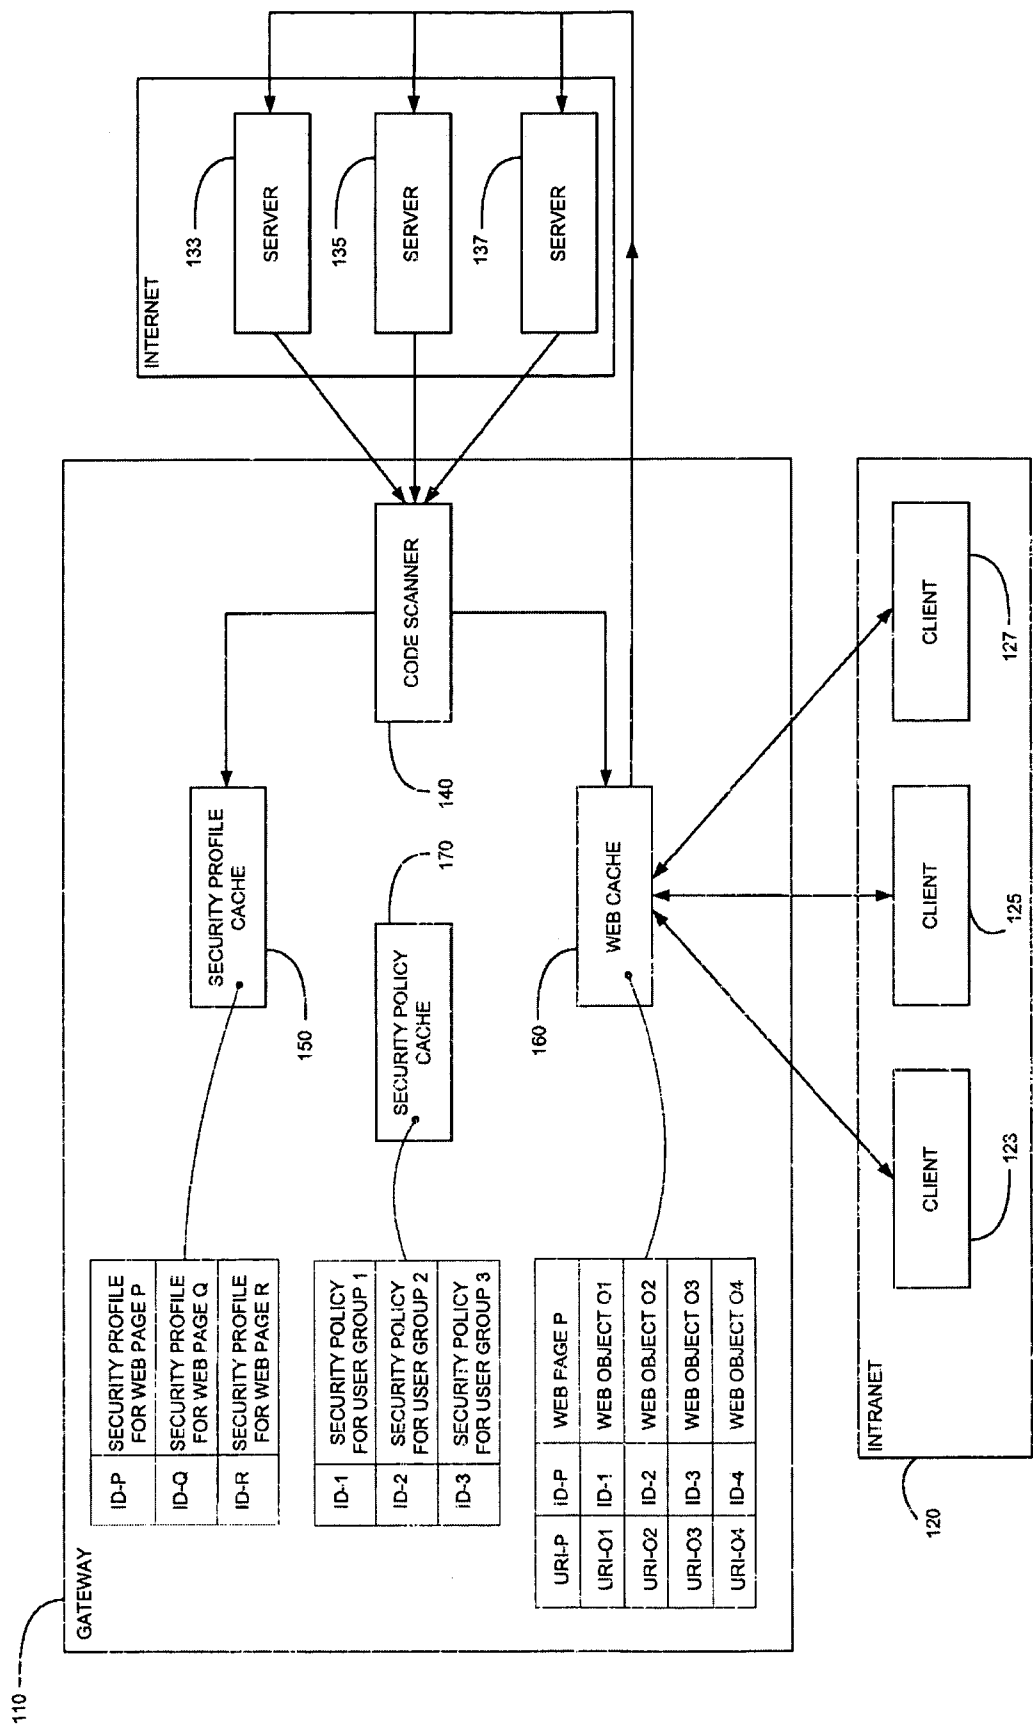 110
GATEWAY
ID-P
SECURITY PROFILE
FOR WEB PAGE P
ID-Q
SECURITY PROFILE
FOR WEB PAGE Q
ID-R
SECURITY PROFILE
FOR WEB PAGE R
SECURITY PROFILE
CACHE
150
ID-1
SECURITY POLICY
FOR USER GROUP 1
ID-2
SECURITY POLICY
FOR USER GROUP 2
ID-3
SECURITY POLICY
FOR USER GROUP 3
SECURITY POLICY
CACHE
170
CODE SCANNER
140
URI-P
ID-P
WEB PAGE P
URI-O1
ID-1
WEB OBJECT O1
URI-O2
ID-2
WEB OBJECT O2
URI-O3
ID-3
WEB OBJECT O3
URI-O4
ID-4
WEB OBJECT O4
WEB CACHE
160
INTERNET
133
SERVER
135
SERVER
137
SERVER
120
INTRANET
CLIENT
123
CLIENT
125
CLIENT
127